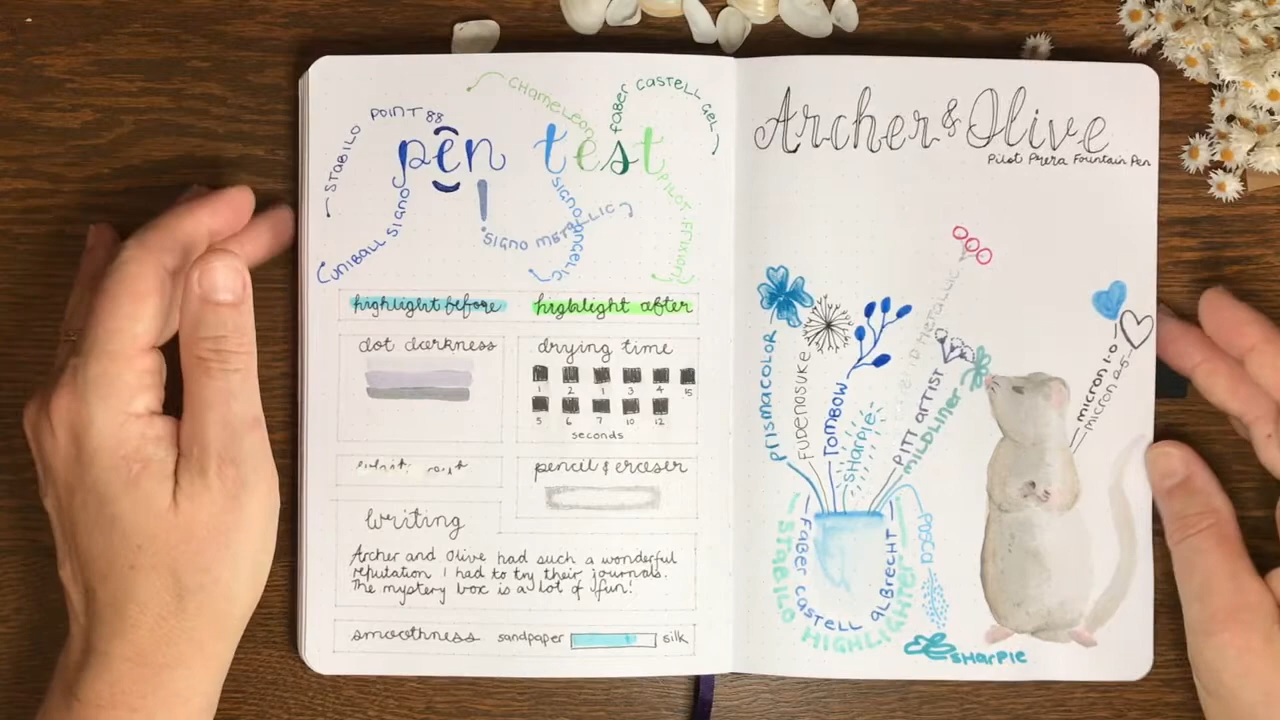 CHAMELEON
FABER CASTELL GEL
STABILO POINT 88
pen test
UNIBALL SIGNO
SIGNO METALLIC
SIGNO ANGELIC
PILOT FRIXION
highlight before
highlight after
dot darkness
drying time
1 2 1 3 4 15
5 6 7 10 12
seconds
pencil & eraser
writing
Archer and Olive had such a wonderful
reputation I had to try their journals.
The mystery box is a lot of fun!
smoothness sandpaper silk
Archer & Olive
Pilot Prera Fountain Pen
PRISMACOLOR
FUDENOSUKE
TOMBOW
SHARPIE
METALLIC
PITT ARTIST
MILDLINER
MICRON 1.0
MICRON 05
STABILO HIGHLIGHTER
FABER CASTELL ALBRECHT
POSCA
SHARPIE